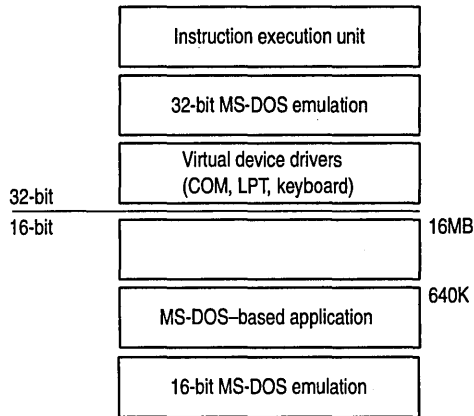 Instruction execution unit
32-bit MS-DOS emulation
Virtual device drivers
(COM, LPT, keyboard)
32-bit
16-bit
16MB
640K
MS-DOS–based application
16-bit MS-DOS emulation